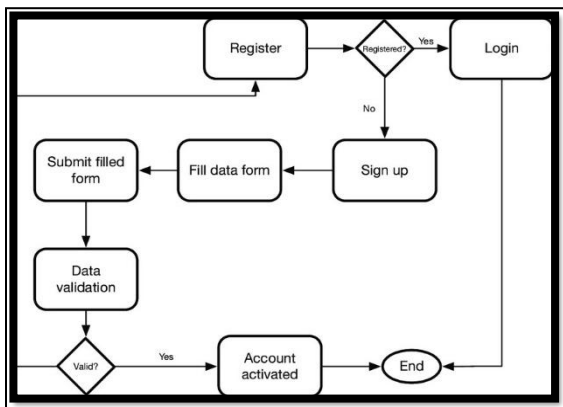 Register
Registered?
Yes
Login
No
Submit filled
form
Fill data form
Sign up
Data
validation
Valid?
Yes
Account
activated
End